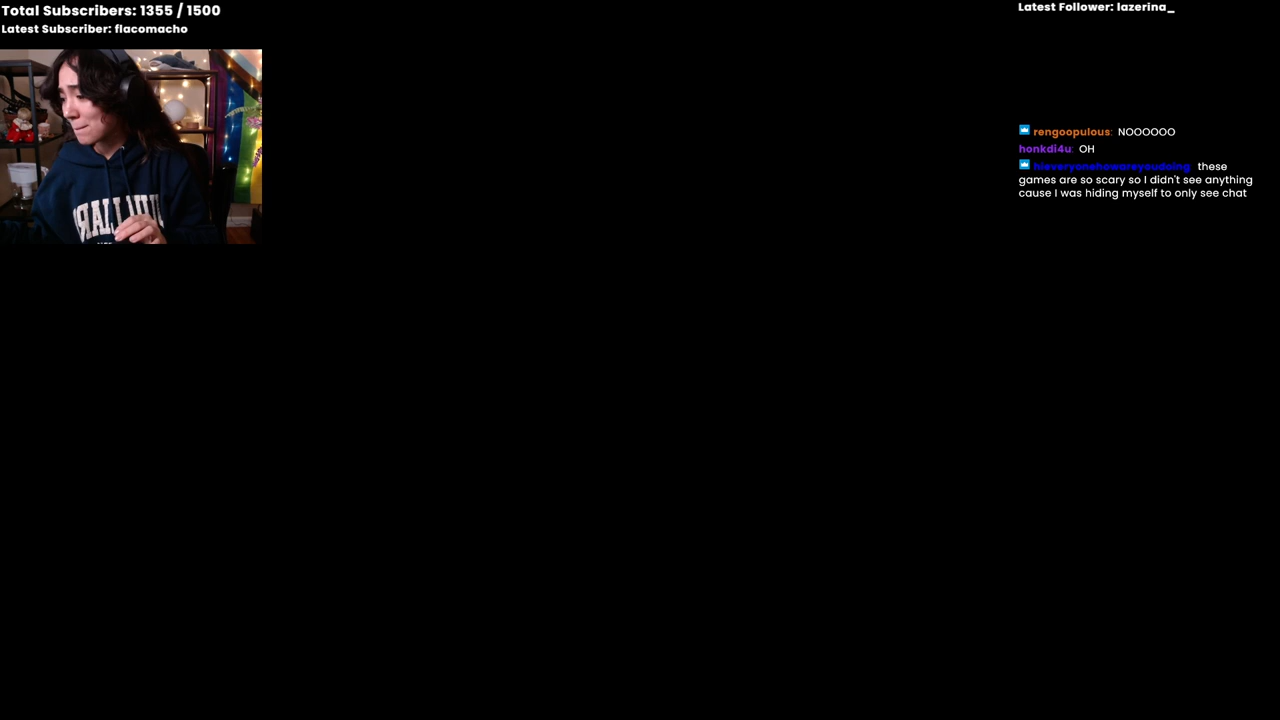 Total Subscribers: 1355 / 1500
Latest Subscriber: flacomacho
Latest Follower: lazerina_
rengoopulous: NOOOOOO
honkdi4u: OH
hieveryonehowareyoudoing these
games are so scary so I didn't see anything
cause I was hiding myself to only see chat